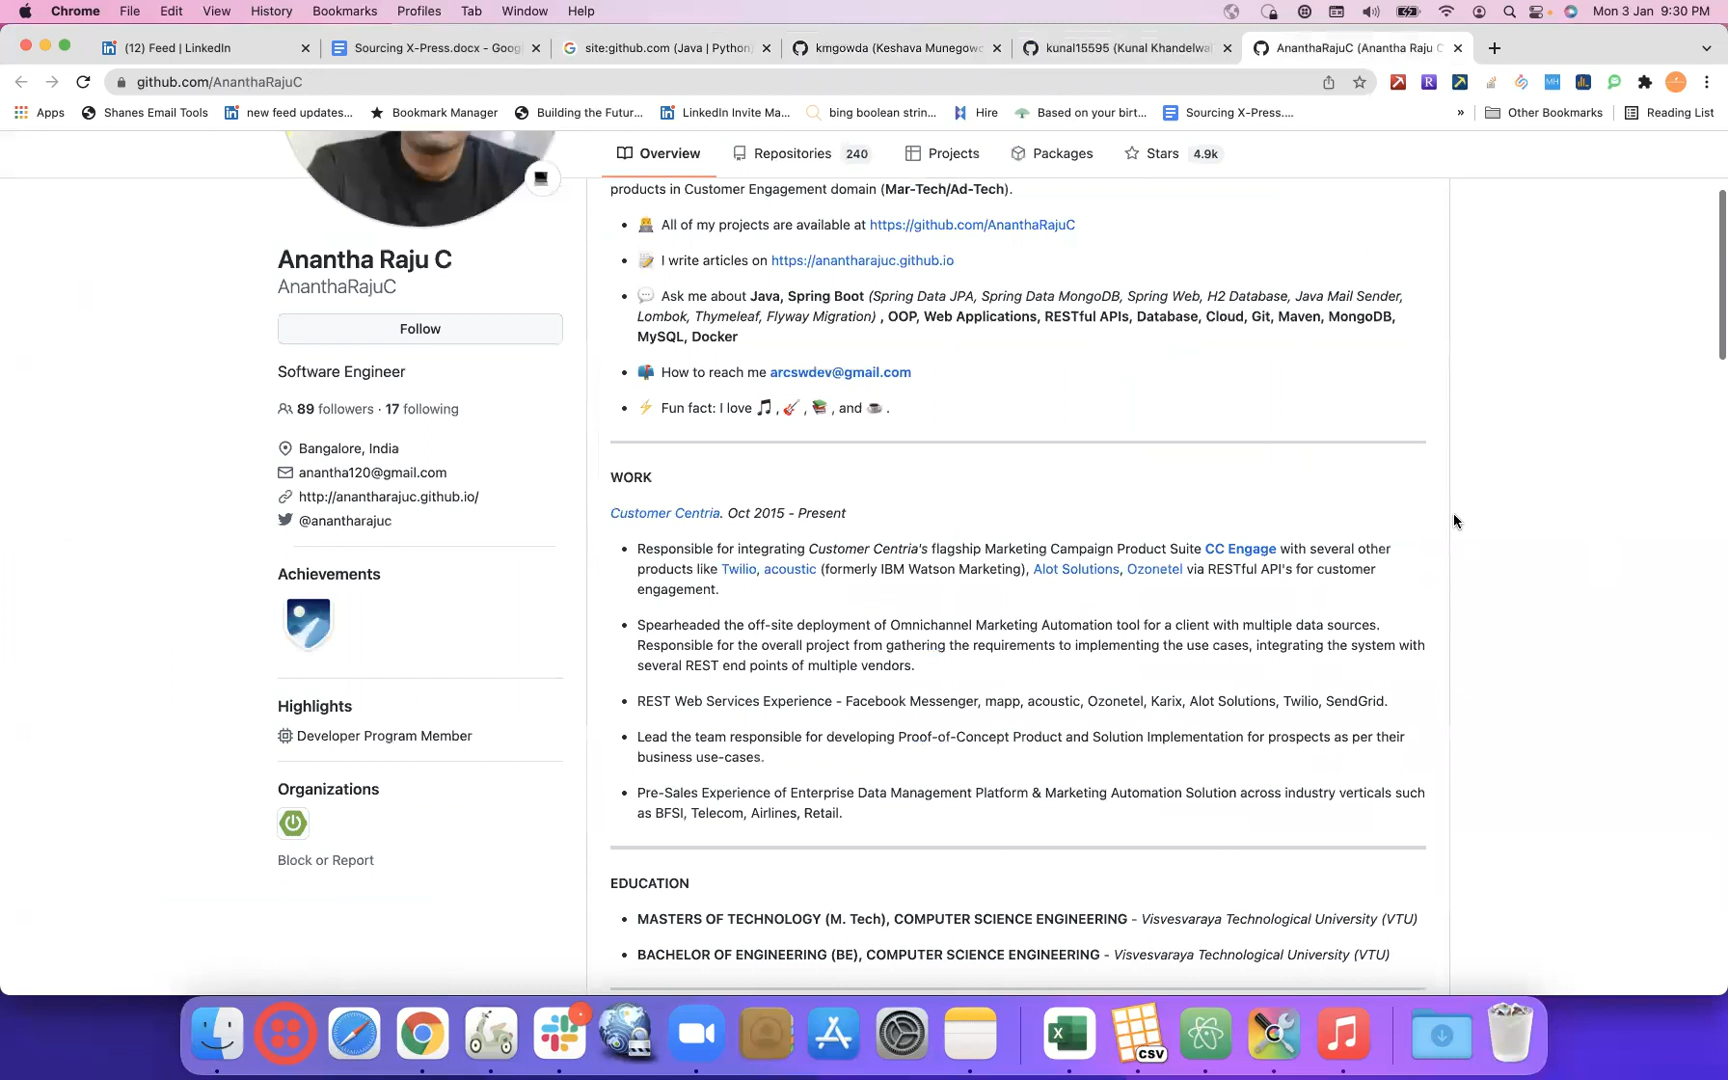 Chrome File Edit View History Bookmarks Profiles Tab Window Help Mon 3 Jan 9:30 PM
(12) Feed | LinkedIn Sourcing X-Press.docx - Goog site:github.com (Java | Python) kmgowda (Keshava Munegow kunal15595 (Kunal Khandelwal AnanthaRajuC (Anantha Raju C
github.com/AnanthaRajuC
Apps Shanes Email Tools new feed updates... Bookmark Manager Building the Futur... LinkedIn Invite Ma... bing boolean strin... Hire Based on your birt... Sourcing X-Press.... » Other Bookmarks Reading List
Overview Repositories 240 Projects Packages Stars 4.9k
Anantha Raju C
AnanthaRajuC
Follow
Software Engineer
89 followers · 17 following
Bangalore, India
anantha120@gmail.com
http://anantharajuc.github.io/
@anantharajuc
Achievements
Highlights
Developer Program Member
Organizations
Block or Report
products in Customer Engagement domain (Mar-Tech/Ad-Tech).
All of my projects are available at https://github.com/AnanthaRajuC
I write articles on https://anantharajuc.github.io
Ask me about Java, Spring Boot (Spring Data JPA, Spring Data MongoDB, Spring Web, H2 Database, Java Mail Sender,
Lombok, Thymeleaf, Flyway Migration) , OOP, Web Applications, RESTful APIs, Database, Cloud, Git, Maven, MongoDB,
MySQL, Docker
How to reach me arcswdev@gmail.com
Fun fact: I love 🎵, 🎸, 📚, and ☕.
WORK
Customer Centria. Oct 2015 - Present
Responsible for integrating Customer Centria's flagship Marketing Campaign Product Suite CC Engage with several other
products like Twilio, acoustic (formerly IBM Watson Marketing), Alot Solutions, Ozonetel via RESTful API's for customer
engagement.
Spearheaded the off-site deployment of Omnichannel Marketing Automation tool for a client with multiple data sources.
Responsible for the overall project from gathering the requirements to implementing the use cases, integrating the system with
several REST end points of multiple vendors.
REST Web Services Experience - Facebook Messenger, mapp, acoustic, Ozonetel, Karix, Alot Solutions, Twilio, SendGrid.
Lead the team responsible for developing Proof-of-Concept Product and Solution Implementation for prospects as per their
business use-cases.
Pre-Sales Experience of Enterprise Data Management Platform & Marketing Automation Solution across industry verticals such
as BFSI, Telecom, Airlines, Retail.
EDUCATION
MASTERS OF TECHNOLOGY (M. Tech), COMPUTER SCIENCE ENGINEERING - Visvesvaraya Technological University (VTU)
BACHELOR OF ENGINEERING (BE), COMPUTER SCIENCE ENGINEERING - Visvesvaraya Technological University (VTU)
CSV